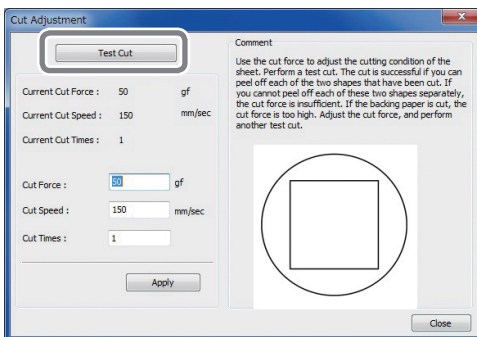 Cut Adjustment
Test Cut
Current Cut Force : 50 gf
Current Cut Speed : 150 mm/sec
Current Cut Times : 1
Cut Force : 50 gf
Cut Speed : 150 mm/sec
Cut Times : 1
Apply
Comment
Use the cut force to adjust the cutting condition of the
sheet. Perform a test cut. The cut is successful if you can
peel off each of the two shapes that have been cut. If
you cannot peel off each of these two shapes separately,
the cut force is insufficient. If the backing paper is cut, the
cut force is too high. Adjust the cut force, and perform
another test cut.
Close